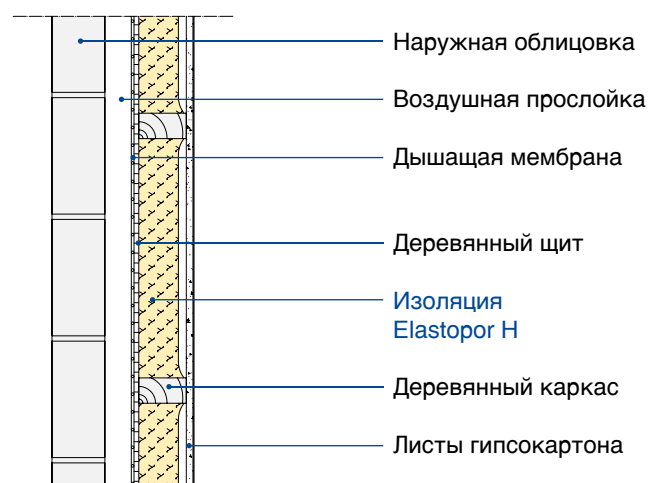 Наружная облицовка
Воздушная прослойка
Дышащая мембрана
Деревянный щит
Изоляция
Elastopor H
Деревянный каркас
Листы гипсокартона